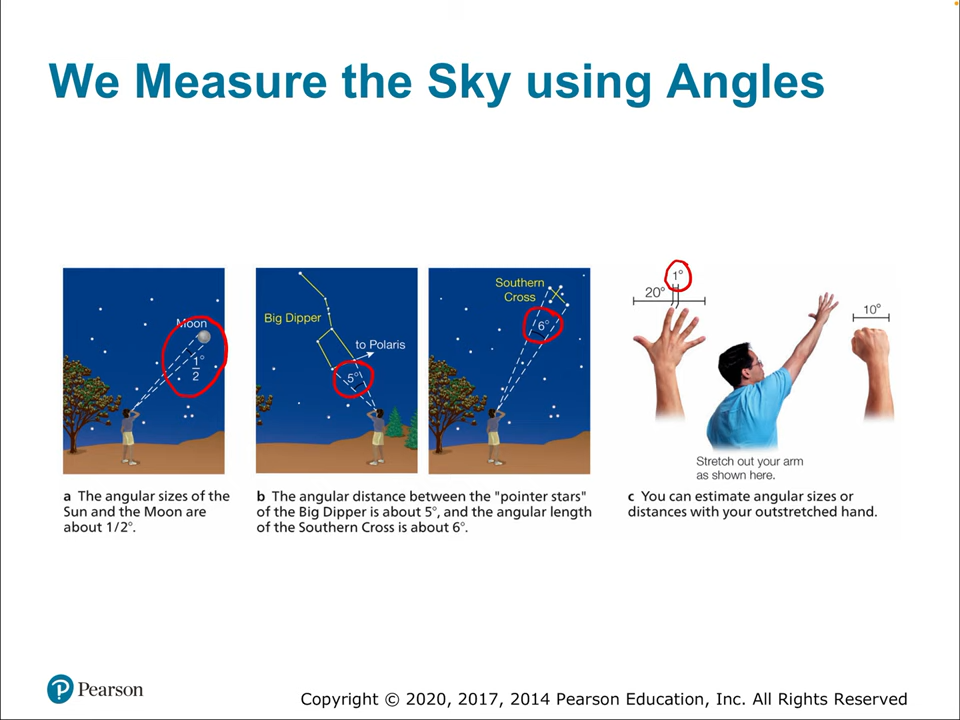 We Measure the Sky using Angles
Moon
1°
2
Big Dipper
to Polaris
5°
Southern
Cross
6°
1°
20°
10°
Stretch out your arm
as shown here.
a The angular sizes of the
Sun and the Moon are
about 1/2°.
b The angular distance between the "pointer stars"
of the Big Dipper is about 5°, and the angular length
of the Southern Cross is about 6°.
c You can estimate angular sizes or
distances with your outstretched hand.
P Pearson
Copyright © 2020, 2017, 2014 Pearson Education, Inc. All Rights Reserved